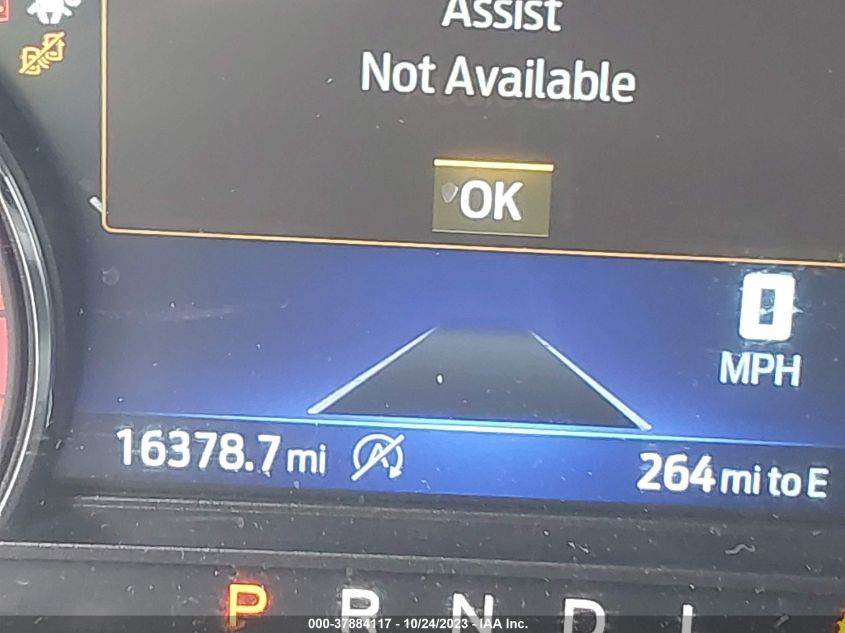 Assist
Not Available
OK
0
MPH
16378.7 mi
A
264 mi to E
P R N D L
000-37884117 - 10/24/2023 - IAA Inc.